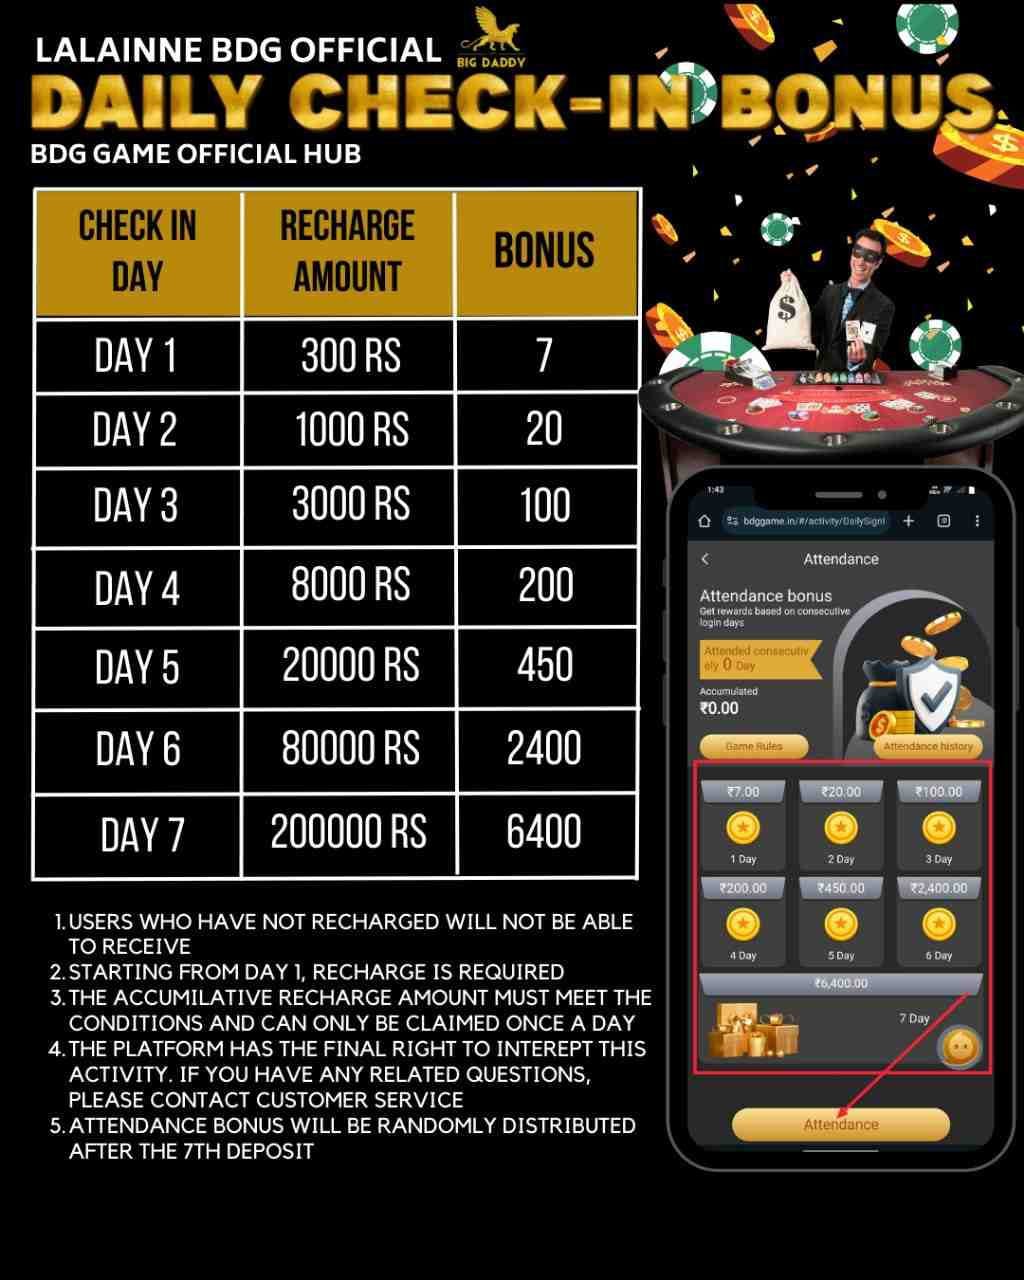 LALAINNE BDG OFFICIAL
BIG DADDY
DAILY CHECK-IN BONUS
BDG GAME OFFICIAL HUB
CHECK IN DAY
RECHARGE AMOUNT
BONUS
DAY 1
300 RS
7
DAY 2
1000 RS
20
DAY 3
3000 RS
100
DAY 4
8000 RS
200
DAY 5
20000 RS
450
DAY 6
80000 RS
2400
DAY 7
200000 RS
6400
1. USERS WHO HAVE NOT RECHARGED WILL NOT BE ABLE
TO RECEIVE
2. STARTING FROM DAY 1, RECHARGE IS REQUIRED
3. THE ACCUMILATIVE RECHARGE AMOUNT MUST MEET THE
CONDITIONS AND CAN ONLY BE CLAIMED ONCE A DAY
4. THE PLATFORM HAS THE FINAL RIGHT TO INTEREPT THIS
ACTIVITY. IF YOU HAVE ANY RELATED QUESTIONS,
PLEASE CONTACT CUSTOMER SERVICE
5. ATTENDANCE BONUS WILL BE RANDOMLY DISTRIBUTED
AFTER THE 7TH DEPOSIT
1:43
bdggame.in/#/activity/DailySignI
Attendance
Attendance bonus
Get rewards based on consecutive
login days
Attended consecutiv
ely 0 Day
Accumulated
₹0.00
Game Rules
Attendance history
₹7.00
₹20.00
₹100.00
1 Day
2 Day
3 Day
₹200.00
₹450.00
₹2,400.00
4 Day
5 Day
6 Day
₹6,400.00
7 Day
Attendance